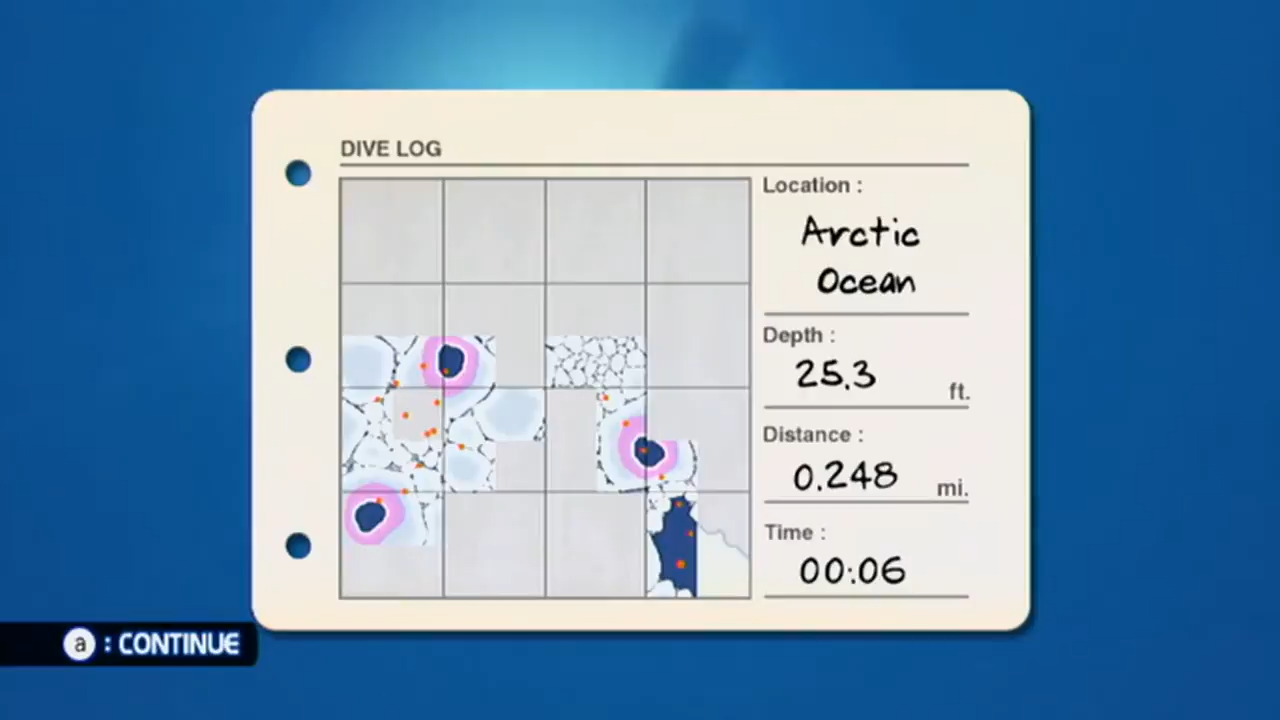 DIVE LOG
Location :
Arctic
Ocean
Depth :
25.3 ft.
Distance :
0.248 mi.
Time :
00:06
a : CONTINUE